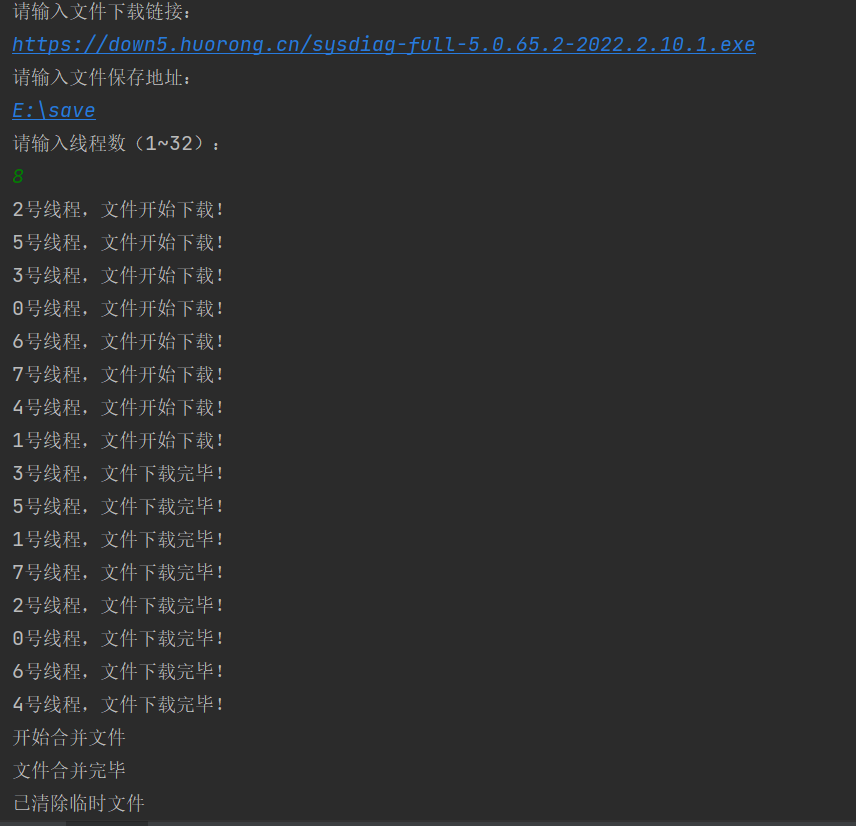 请输入文件下载链接：
https://down5.huorong.cn/sysdiag-full-5.0.65.2-2022.2.10.1.exe
请输入文件保存地址：
E:\save
请输入线程数（1~32）：
8
2号线程，文件开始下载！
5号线程，文件开始下载！
3号线程，文件开始下载！
0号线程，文件开始下载！
6号线程，文件开始下载！
7号线程，文件开始下载！
4号线程，文件开始下载！
1号线程，文件开始下载！
3号线程，文件下载完毕！
5号线程，文件下载完毕！
1号线程，文件下载完毕！
7号线程，文件下载完毕！
2号线程，文件下载完毕！
0号线程，文件下载完毕！
6号线程，文件下载完毕！
4号线程，文件下载完毕！
开始合并文件
文件合并完毕
已清除临时文件